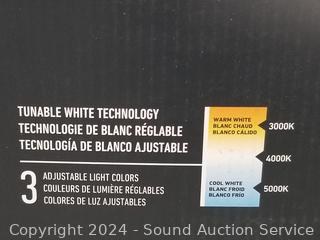 TUNABLE WHITE TECHNOLOGY
TECHNOLOGIE DE BLANC RÉGLABLE
TECNOLOGÍA DE BLANCO AJUSTABLE
3
ADJUSTABLE LIGHT COLORS
COULEURS DE LUMIÈRE RÉGLABLES
COLORES DE LUZ AJUSTABLES
WARM WHITE
BLANC CHAUD
BLANCO CÁLIDO
3000K
4000K
COOL WHITE
BLANC FROID
BLANCO FRÍO
5000K
Copyright 2024 - Sound Auction Service